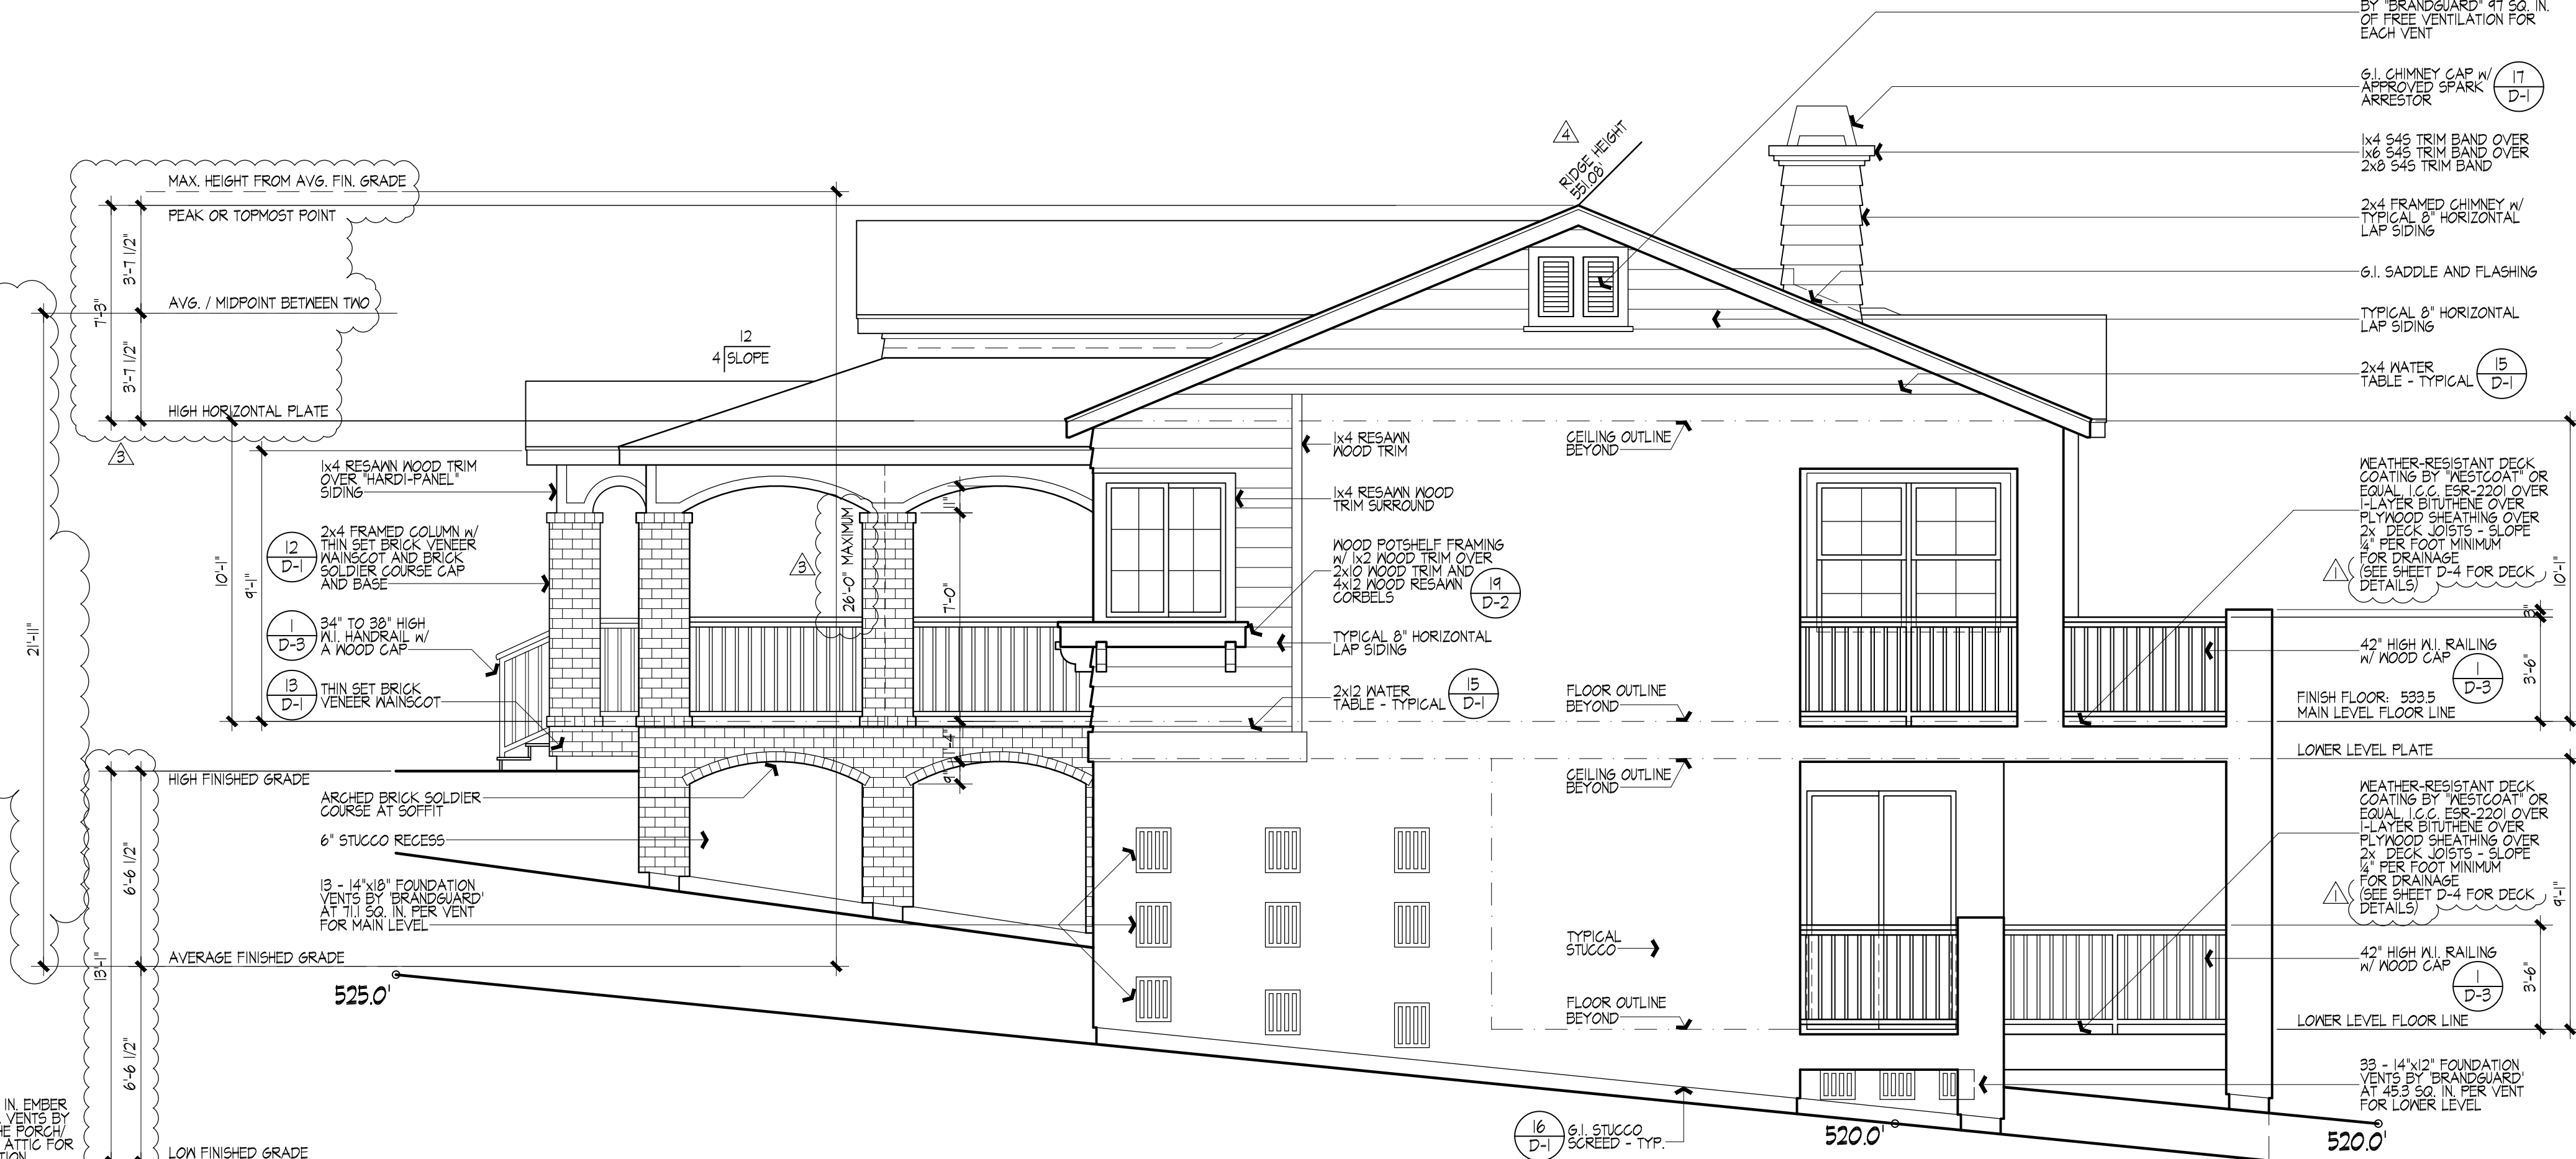 BY "BRANDGUARD" 97 SQ. IN.
OF FREE VENTILATION FOR
EACH VENT
G.I. CHIMNEY CAP w/
APPROVED SPARK
ARRESTOR
17
D-1
1x4 S4S TRIM BAND OVER
1x6 S4S TRIM BAND OVER
2x8 S4S TRIM BAND
2x4 FRAMED CHIMNEY w/
TYPICAL 8" HORIZONTAL
LAP SIDING
G.I. SADDLE AND FLASHING
TYPICAL 8" HORIZONTAL
LAP SIDING
2x4 WATER
TABLE - TYPICAL
15
D-1
4
RIDGE HEIGHT
551.08'
MAX. HEIGHT FROM AVG. FIN. GRADE
PEAK OR TOPMOST POINT
3'-7 1/2"
7'-3"
AVG. / MIDPOINT BETWEEN TWO
3'-7 1/2"
HIGH HORIZONTAL PLATE
3
12
4 SLOPE
21'-11"
10'-1"
9'-1"
1x4 RESAWN WOOD TRIM
OVER "HARDI-PANEL"
SIDING
12
D-1
2x4 FRAMED COLUMN w/
THIN SET BRICK VENEER
WAINSCOT AND BRICK
SOLDIER COURSE CAP
AND BASE
1
D-3
34" TO 38" HIGH
W.I. HANDRAIL w/
A WOOD CAP
13
D-1
THIN SET BRICK
VENEER WAINSCOT
3
26'-0" MAXIMUM
11"
7'-0"
1'-4"
9"
1x4 RESAWN
WOOD TRIM
1x4 RESAWN WOOD
TRIM SURROUND
WOOD POTSHELF FRAMING
w/ 1x2 WOOD TRIM OVER
2x10 WOOD TRIM AND
4x12 WOOD RESAWN
CORBELS
19
D-2
TYPICAL 8" HORIZONTAL
LAP SIDING
2x12 WATER
TABLE - TYPICAL
15
D-1
CEILING OUTLINE
BEYOND
FLOOR OUTLINE
BEYOND
CEILING OUTLINE
BEYOND
TYPICAL
STUCCO
FLOOR OUTLINE
BEYOND
16
D-1
G.I. STUCCO
SCREED - TYP.
WEATHER-RESISTANT DECK
COATING BY "WESTCOAT" OR
EQUAL, I.C.C. ESR-2201 OVER
1-LAYER BITUTHENE OVER
PLYWOOD SHEATHING OVER
2x DECK JOISTS - SLOPE
1/4" PER FOOT MINIMUM
FOR DRAINAGE
(SEE SHEET D-4 FOR DECK
DETAILS)
1
10'-1"
3"
42" HIGH W.I. RAILING
w/ WOOD CAP
1
D-3
3'-6"
FINISH FLOOR: 533.5
MAIN LEVEL FLOOR LINE
LOWER LEVEL PLATE
WEATHER-RESISTANT DECK
COATING BY "WESTCOAT" OR
EQUAL, I.C.C. ESR-2201 OVER
1-LAYER BITUTHENE OVER
PLYWOOD SHEATHING OVER
2x DECK JOISTS - SLOPE
1/4" PER FOOT MINIMUM
FOR DRAINAGE
(SEE SHEET D-4 FOR DECK
DETAILS)
1
9'-1"
42" HIGH W.I. RAILING
w/ WOOD CAP
1
D-3
3'-6"
LOWER LEVEL FLOOR LINE
33 - 14"x12" FOUNDATION
VENTS BY 'BRANDGUARD'
AT 45.3 SQ. IN. PER VENT
FOR LOWER LEVEL
HIGH FINISHED GRADE
ARCHED BRICK SOLDIER
COURSE AT SOFFIT
6" STUCCO RECESS
13 - 14"x18" FOUNDATION
VENTS BY 'BRANDGUARD'
AT 71.1 SQ. IN. PER VENT
FOR MAIN LEVEL
6'-6 1/2"
13'-1"
AVERAGE FINISHED GRADE
6'-6 1/2"
LOW FINISHED GRADE
525.0'
520.0'
520.0'
IN. EMBER
VENTS BY
HE PORCH/
ATTIC FOR
TION